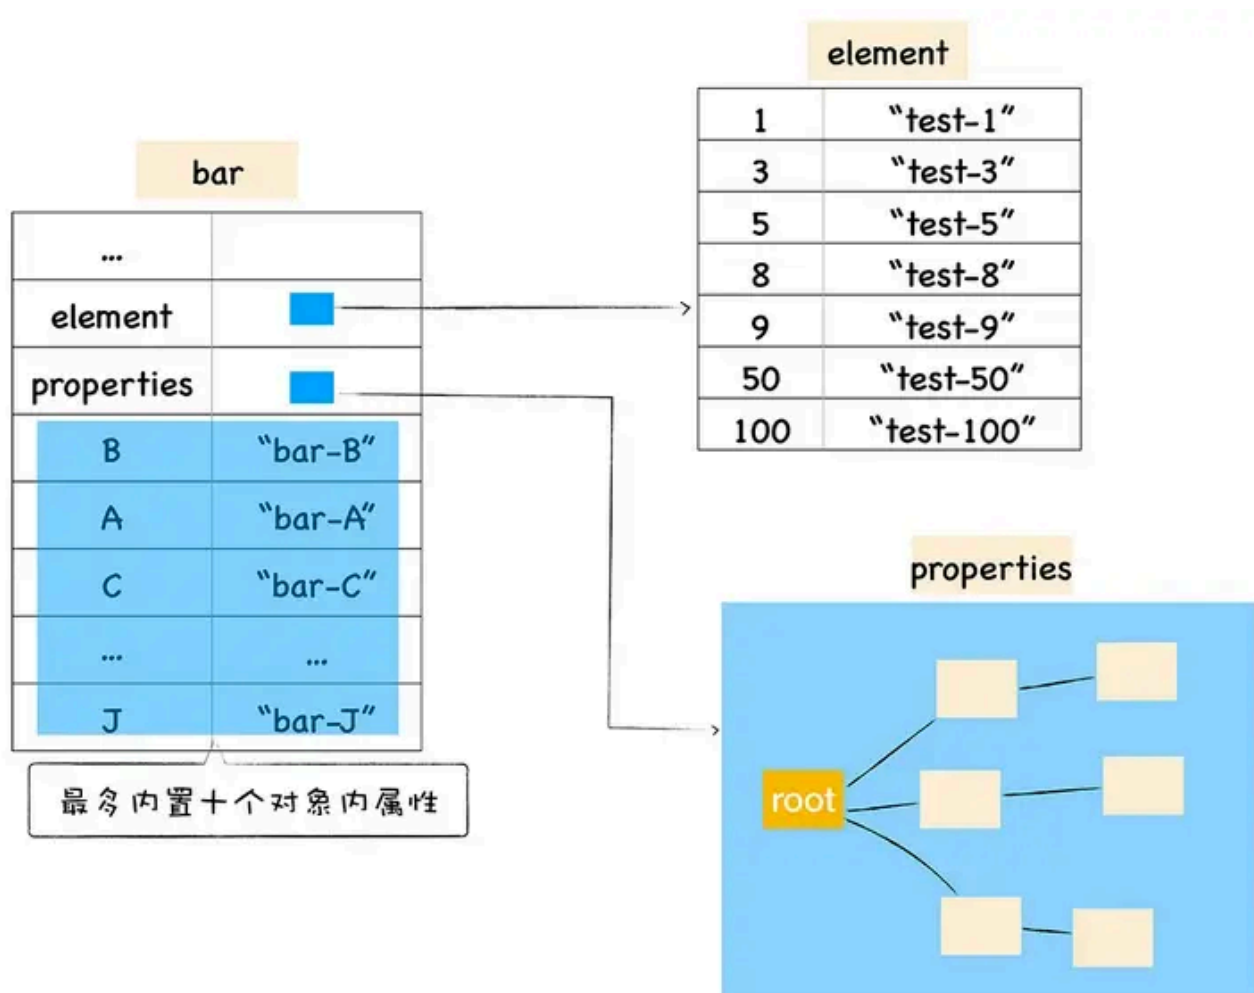 bar
...
element
properties
B "bar-B"
A "bar-A"
C "bar-C"
... ...
J "bar-J"
最多内置十个对象内属性
element
1 "test-1"
3 "test-3"
5 "test-5"
8 "test-8"
9 "test-9"
50 "test-50"
100 "test-100"
properties
root